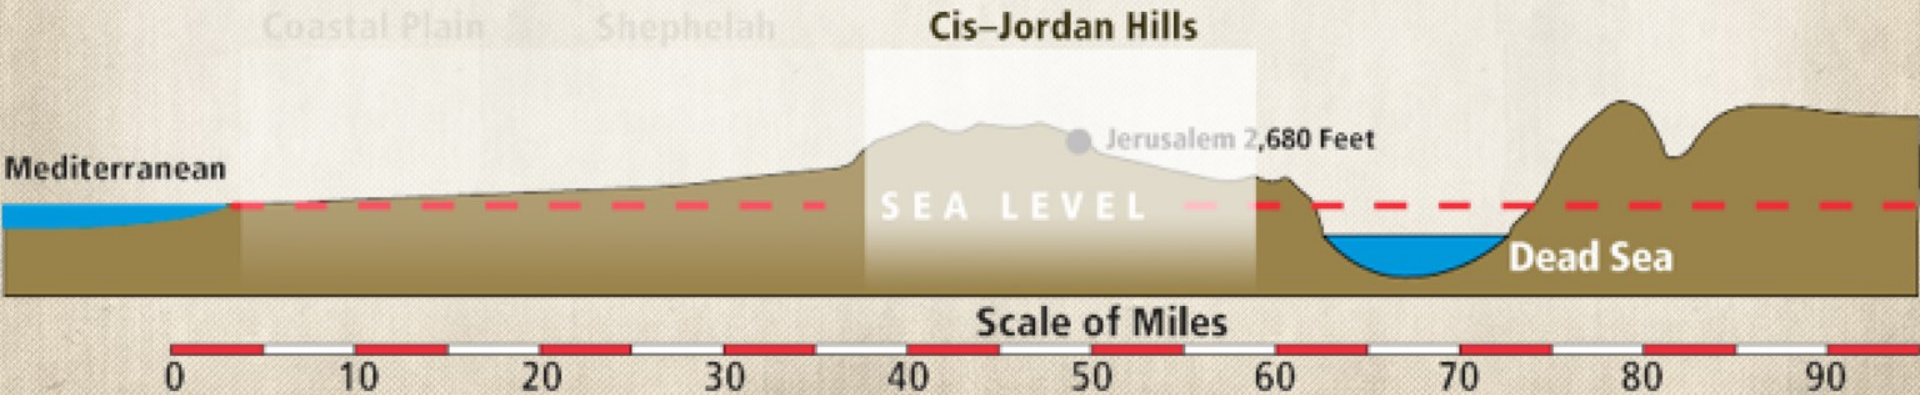 Coastal Plain
Shephelah
Cis–Jordan Hills
Jerusalem 2,680 Feet
Mediterranean
SEA LEVEL
Dead Sea
Scale of Miles
0 10 20 30 40 50 60 70 80 90